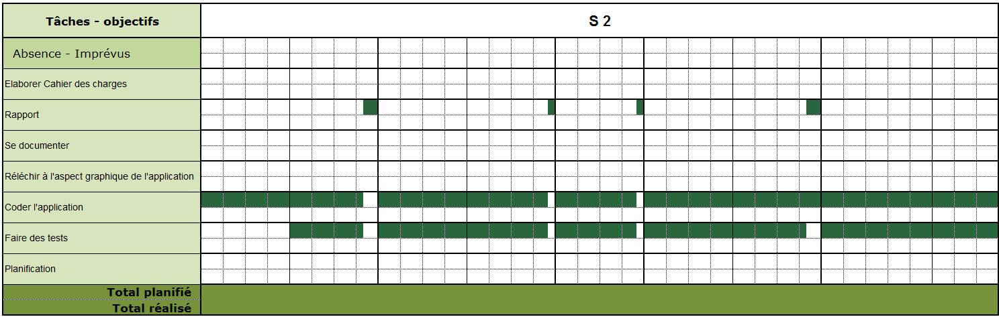 Tâches - objectifs
S 2
Absence - Imprévus
Elaborer Cahier des charges
Rapport
Se documenter
Réléchir à l'aspect graphique de l'application
Coder l'application
Faire des tests
Planification
Total planifié
Total réalisé